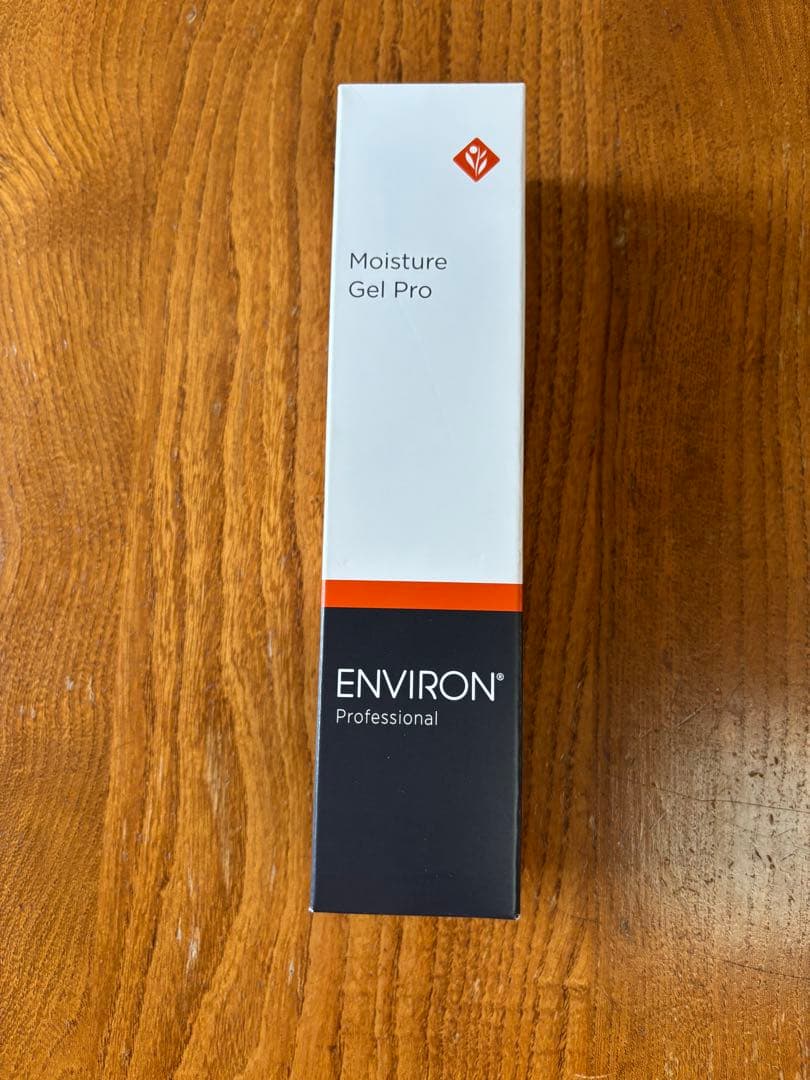 Moisture
Gel Pro
ENVIRON®
Professional